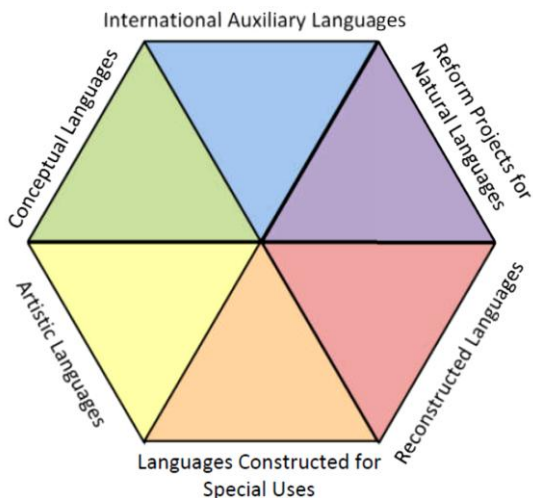 International Auxiliary Languages
Reform Projects for
Natural Languages
Conceptual Languages
Artistic Languages
Reconstructed Languages
Languages Constructed for
Special Uses